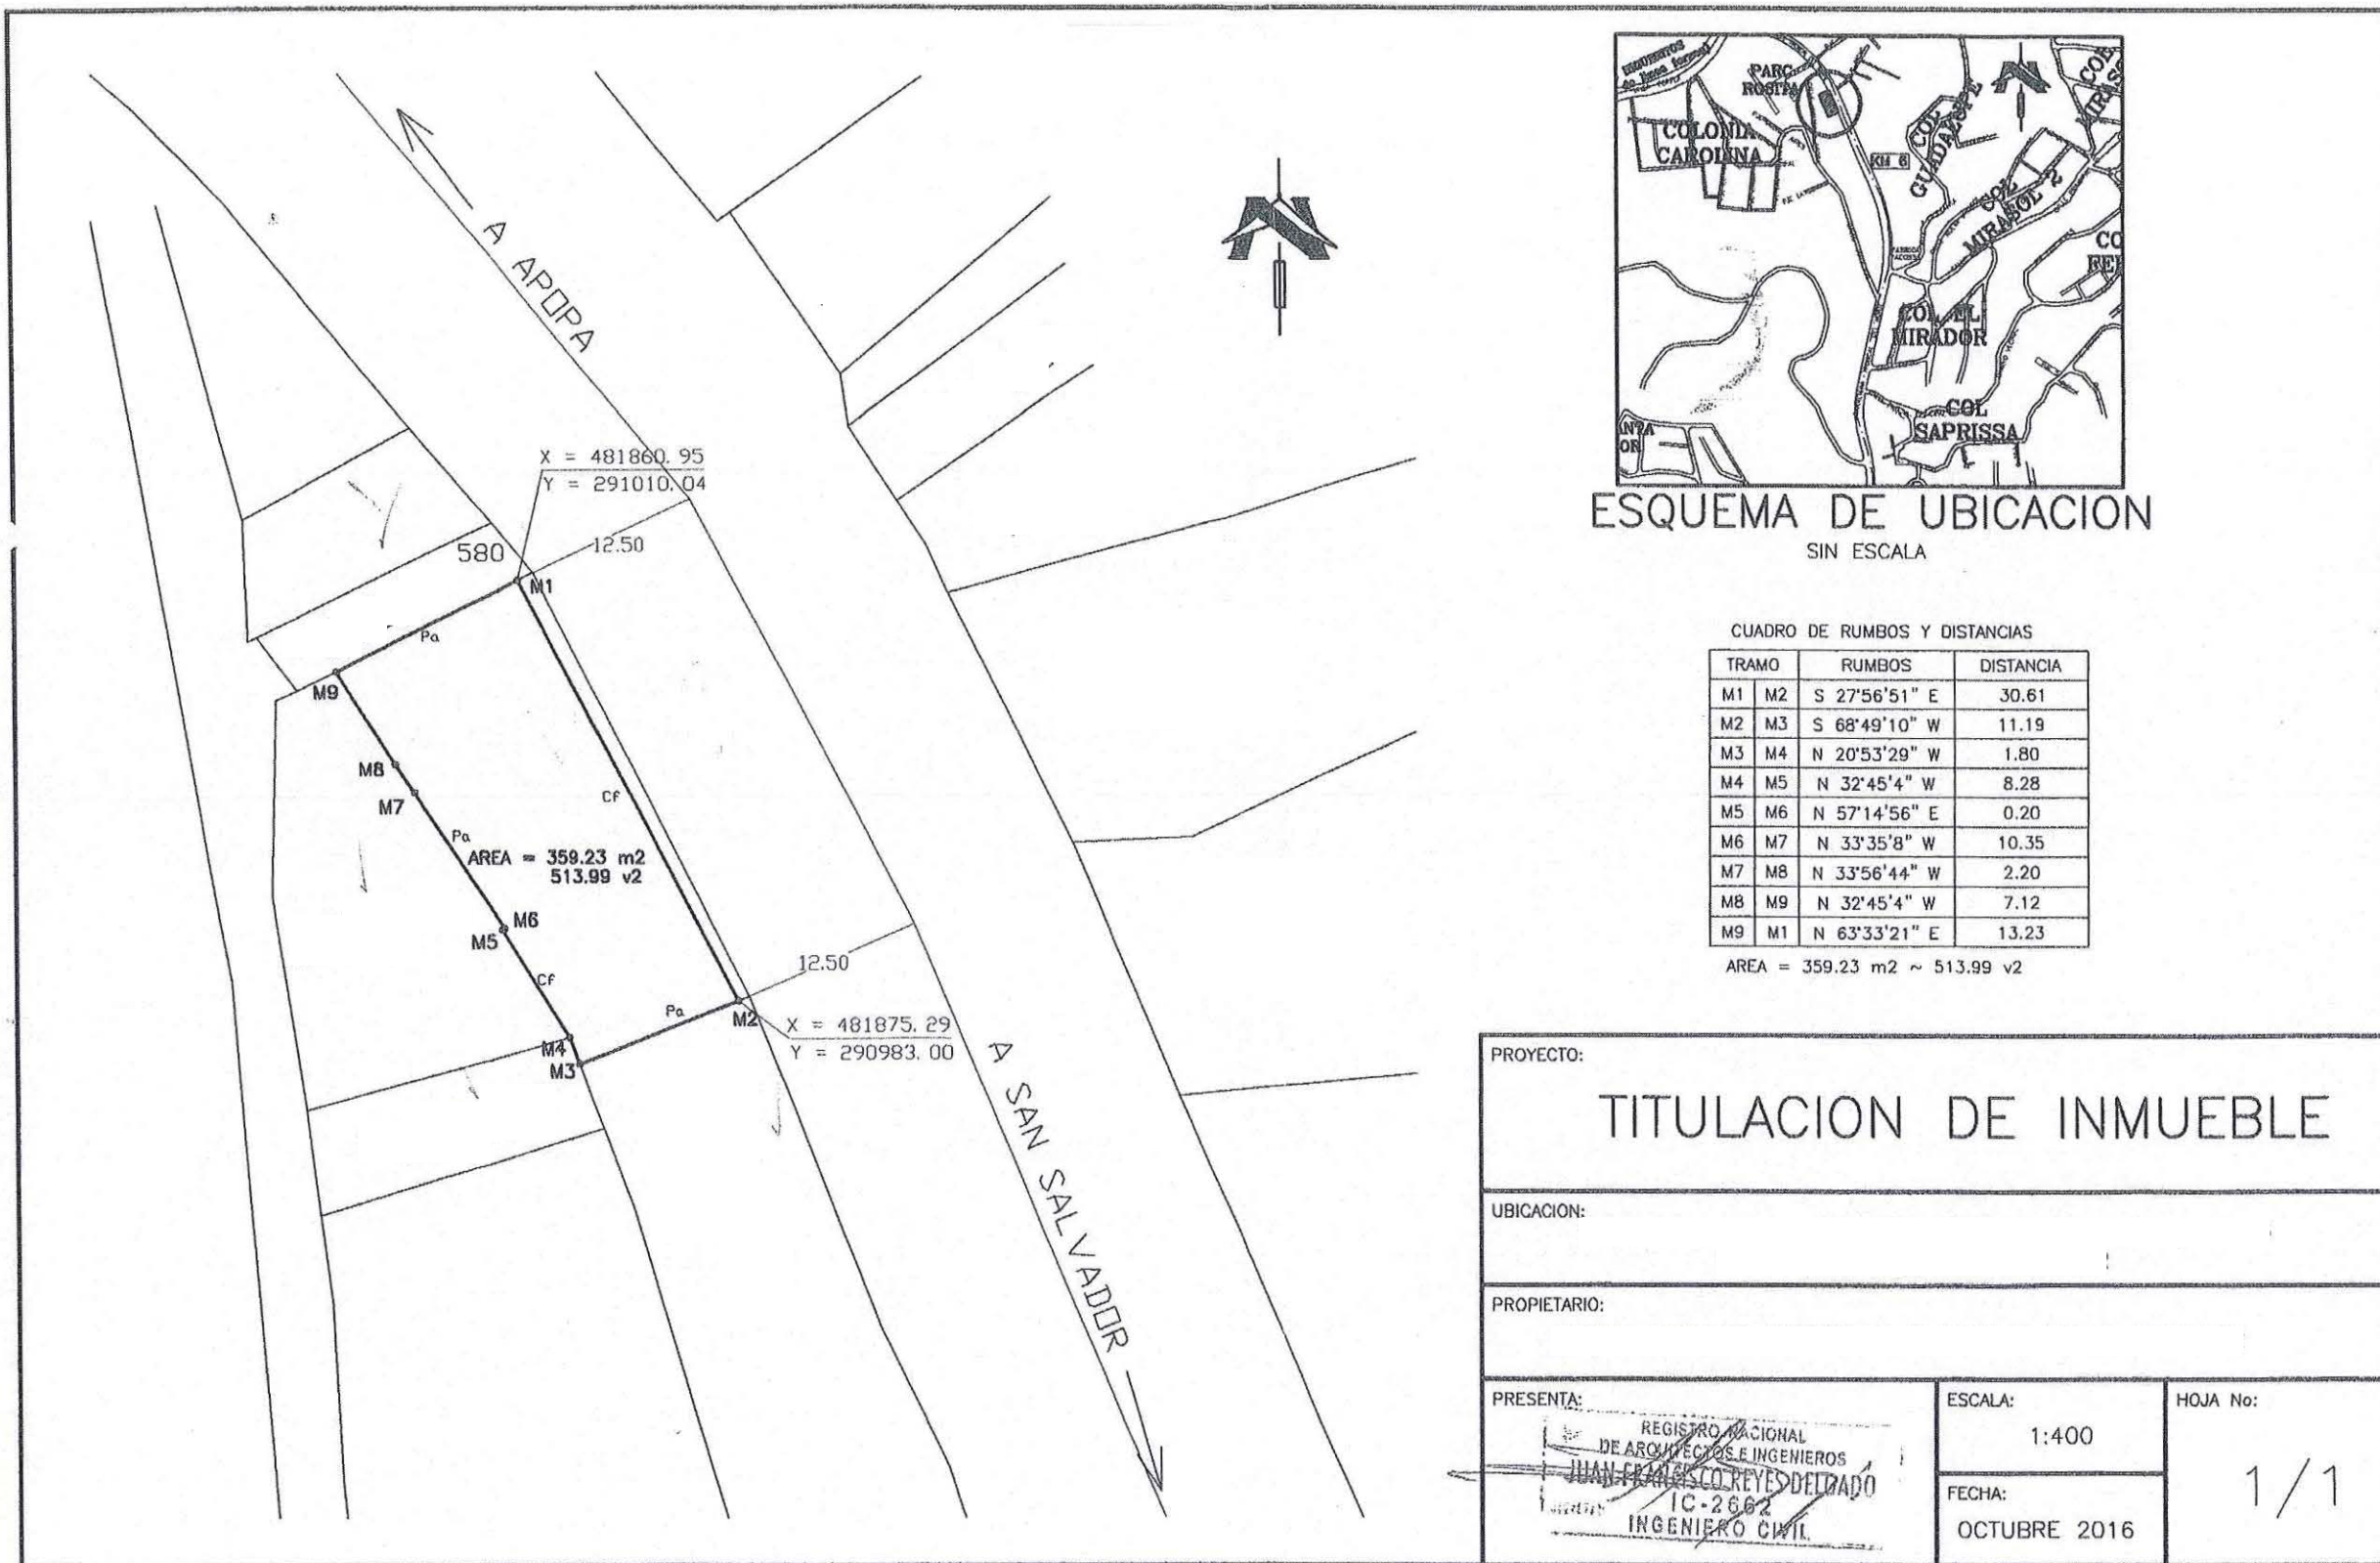 A APOPA
X = 481860.95
Y = 291010.04
12.50
580
M1
Pa
M9
M8
M7
Cf
Pa
AREA = 359.23 m2
513.99 v2
M6
M5
12.50
Cf
Pa
M2
X = 481875.29
Y = 290983.00
M4
M3
A SAN SALVADOR
PARC
ROSITA
COLONIA
CAROLINA
KM 6
COL
GUADALUPE
COL
MIRASOL 2
COL EL
MIRADOR
COL
SAPRISSA
ESQUEMA DE UBICACION
SIN ESCALA
CUADRO DE RUMBOS Y DISTANCIAS
TRAMO RUMBOS DISTANCIA
M1 M2 S 27°56'51" E 30.61
M2 M3 S 68°49'10" W 11.19
M3 M4 N 20°53'29" W 1.80
M4 M5 N 32°45'4" W 8.28
M5 M6 N 57°14'56" E 0.20
M6 M7 N 33°35'8" W 10.35
M7 M8 N 33°56'44" W 2.20
M8 M9 N 32°45'4" W 7.12
M9 M1 N 63°33'21" E 13.23
AREA = 359.23 m2 ~ 513.99 v2
PROYECTO:
TITULACION DE INMUEBLE
UBICACION:
PROPIETARIO:
PRESENTA:
REGISTRO NACIONAL
DE ARQUITECTOS E INGENIEROS
JUAN FRANCISCO REYES DELGADO
IC-2662
INGENIERO CIVIL
ESCALA:
1:400
FECHA:
OCTUBRE 2016
HOJA No:
1/1